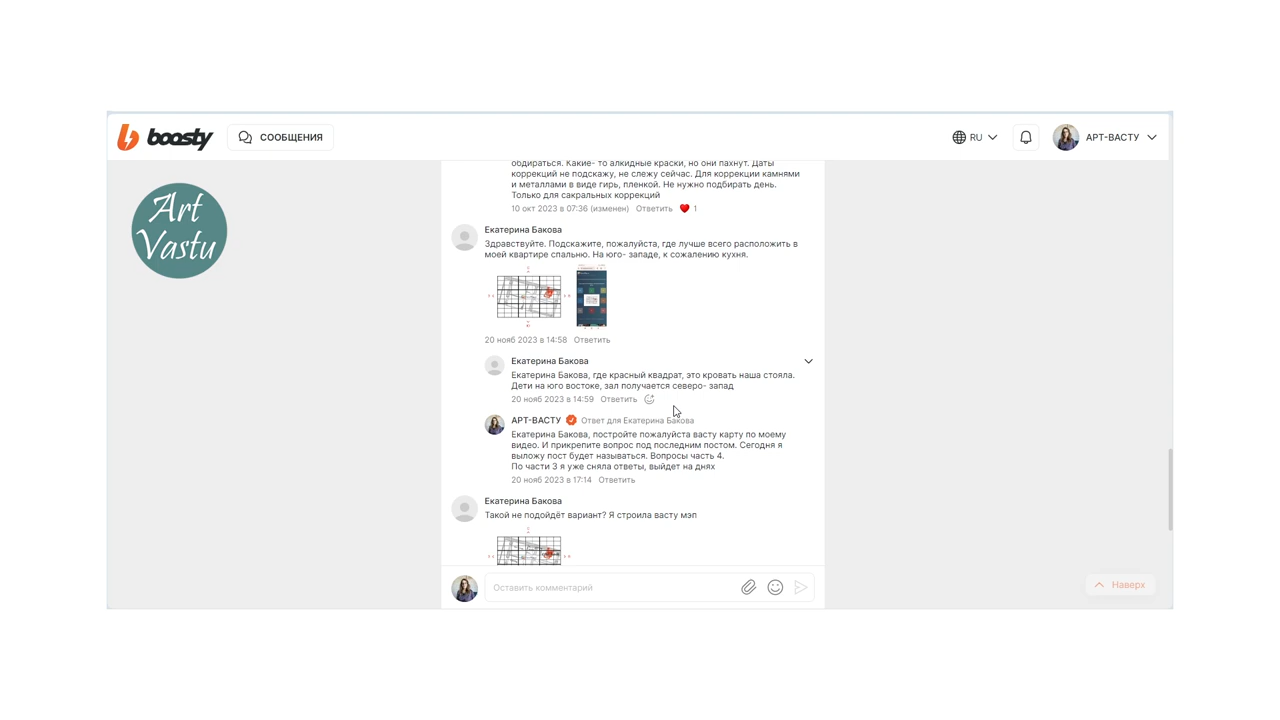 boosty
СООБЩЕНИЯ
RU
АРТ-ВАСТУ
Art
Vastu
обдираться. Какие- то алкидные краски, но они пахнут. Даты
коррекций не подскажу, не слежу сейчас. Для коррекции камнями
и металлами в виде гирь, пленкой. Не нужно подбирать день.
Только для сакральных коррекций
10 окт 2023 в 07:36 (изменен) Ответить 1
Екатерина Бакова
Здравствуйте. Подскажите, пожалуйста, где лучше всего расположить в
моей квартире спальню. На юго- западе, к сожалению кухня.
20 нояб 2023 в 14:58 Ответить
Екатерина Бакова
Екатерина Бакова, где красный квадрат, это кровать наша стояла.
Дети на юго востоке, зал получается северо- запад
20 нояб 2023 в 14:59 Ответить
АРТ-ВАСТУ Ответ для Екатерина Бакова
Екатерина Бакова, постройте пожалуйста васту карту по моему
видео. И прикрепите вопрос под последним постом. Сегодня я
выложу пост будет называться. Вопросы часть 4.
По части 3 я уже сняла ответы, выйдет на днях
20 нояб 2023 в 17:14 Ответить
Екатерина Бакова
Такой не подойдёт вариант? Я строила васту мэп
Оставить комментарий
Наверх